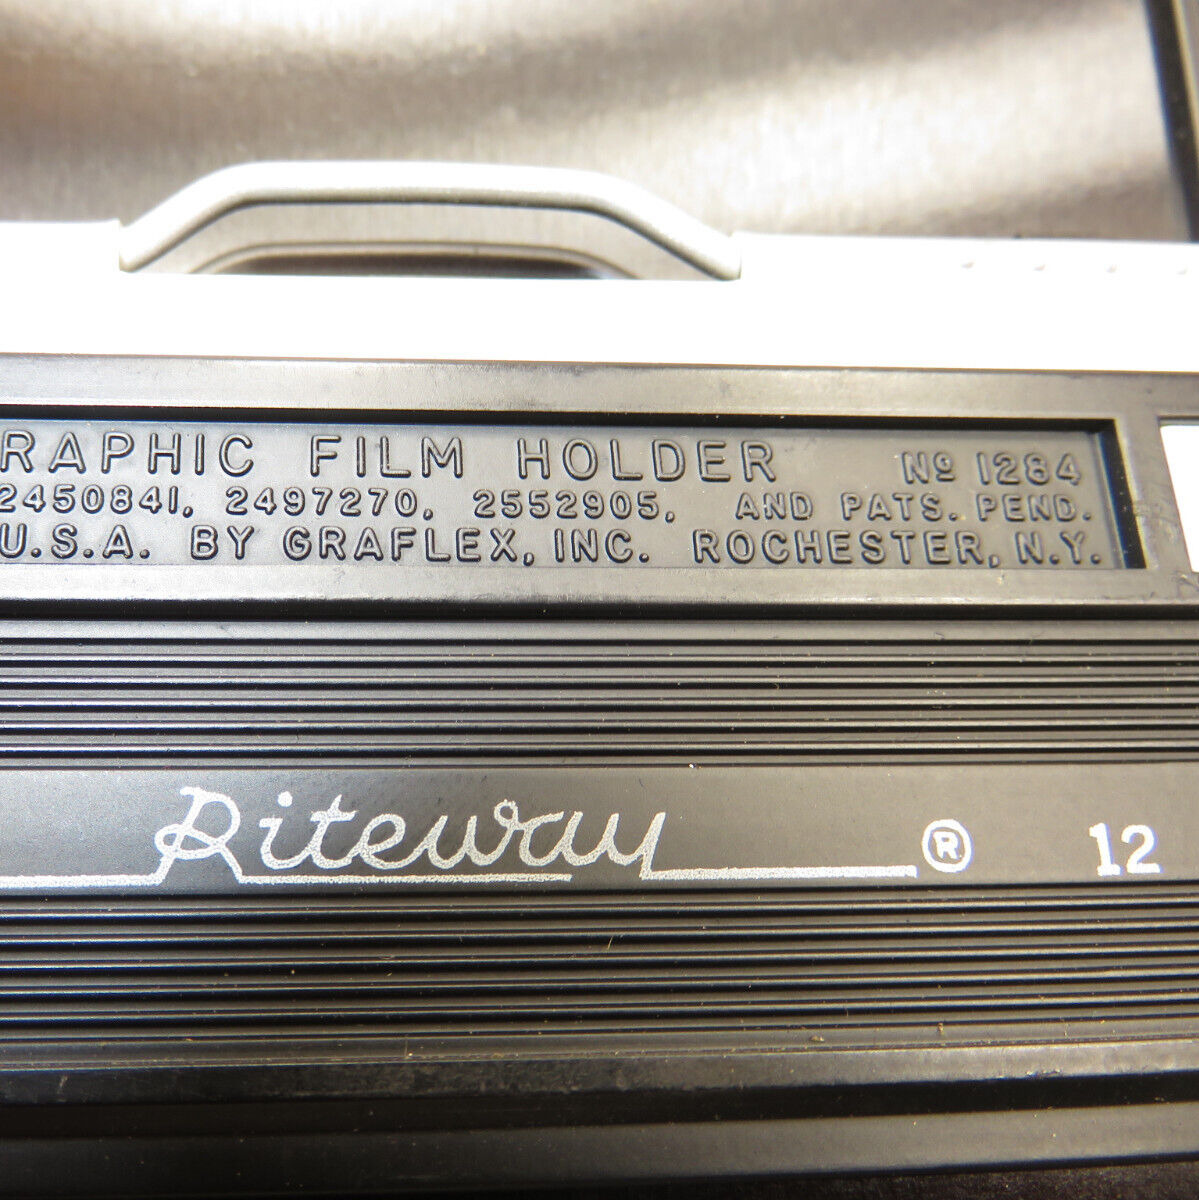 RAPHIC FILM HOLDER Nº 1284
2450841, 2497270, 2552905, AND PATS. PEND.
U.S.A. BY GRAFLEX, INC. ROCHESTER, N.Y.
Riteway ® 12